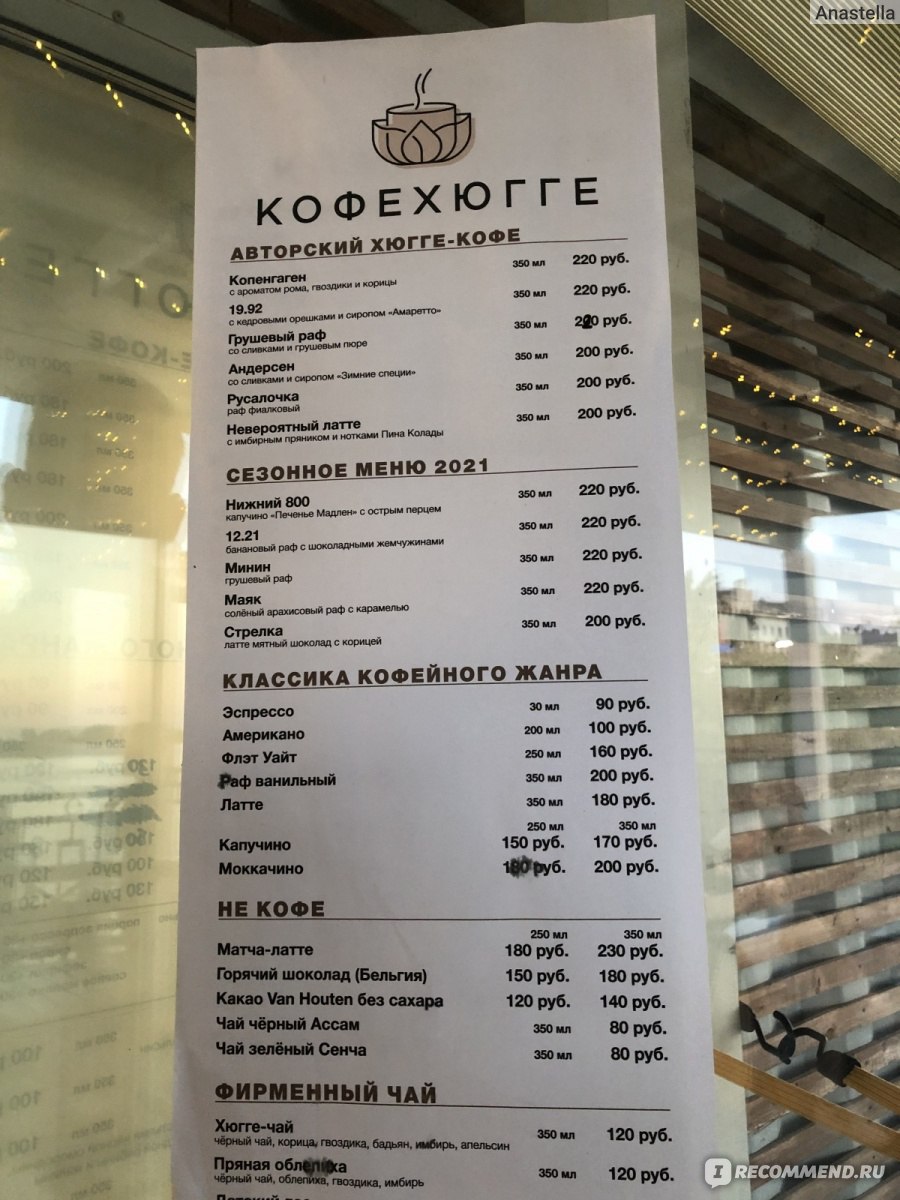 Anastella
КОФЕХЮГГЕ
АВТОРСКИЙ ХЮГГЕ-КОФЕ
Копенгаген 350 мл 220 руб.
с ароматом рома, гвоздики и корицы
19.92 350 мл 220 руб.
с кедровыми орешками и сиропом «Амаретто»
Грушевый раф 350 мл 220 руб.
со сливками и грушевым пюре
Андерсен 350 мл 200 руб.
со сливками и сиропом «Зимние специи»
Русалочка 350 мл 200 руб.
раф фиалковый
Невероятный латте 350 мл 200 руб.
с имбирным пряником и нотками Пина Колады
СЕЗОННОЕ МЕНЮ 2021
Нижний 800 350 мл 220 руб.
капучино «Печенье Мадлен» с острым перцем
12.21 350 мл 220 руб.
банановый раф с шоколадными жемчужинами
Минин 350 мл 220 руб.
грушевый раф
Маяк 350 мл 220 руб.
солёный арахисовый раф с карамелью
Стрелка 350 мл 200 руб.
латте мятный шоколад с корицей
КЛАССИКА КОФЕЙНОГО ЖАНРА
Эспрессо 30 мл 90 руб.
Американо 200 мл 100 руб.
Флэт Уайт 250 мл 160 руб.
Раф ванильный 350 мл 200 руб.
Латте 350 мл 180 руб.
250 мл 350 мл
Капучино 150 руб. 170 руб.
Моккачино 180 руб. 200 руб.
НЕ КОФЕ
250 мл 350 мл
Матча-латте 180 руб. 230 руб.
Горячий шоколад (Бельгия) 150 руб. 180 руб.
Какао Van Houten без сахара 120 руб. 140 руб.
Чай чёрный Ассам 350 мл 80 руб.
Чай зелёный Сенча 350 мл 80 руб.
ФИРМЕННЫЙ ЧАЙ
Хюгге-чай 350 мл 120 руб.
чёрный чай, корица, гвоздика, бадьян, имбирь, апельсин
Пряная облепиха 350 мл 120 руб.
чёрный чай, облепиха, гвоздика, имбирь
IRECOMMEND.RU